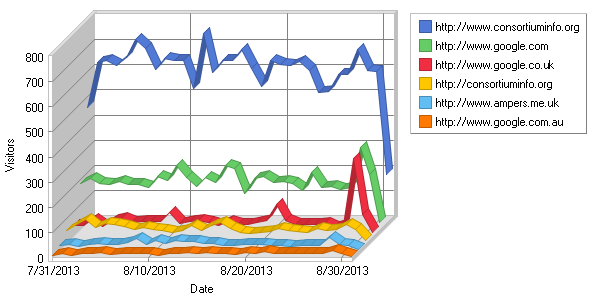 http://www.consortiuminfo.org
http://www.google.com
http://www.google.co.uk
http://consortiuminfo.org
http://www.ampers.me.uk
http://www.google.com.au
800
700
600
500
400
300
200
100
0
Visitors
7/31/2013 8/10/2013 8/20/2013 8/30/2013
Date